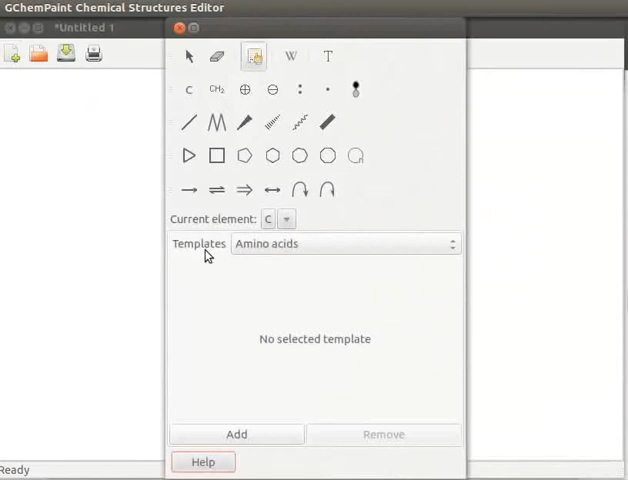 GChemPaint Chemical Structures Editor
*Untitled 1
W T
C CH2
Current element: C
Templates Amino acids
No selected template
Add Remove
Help
Ready